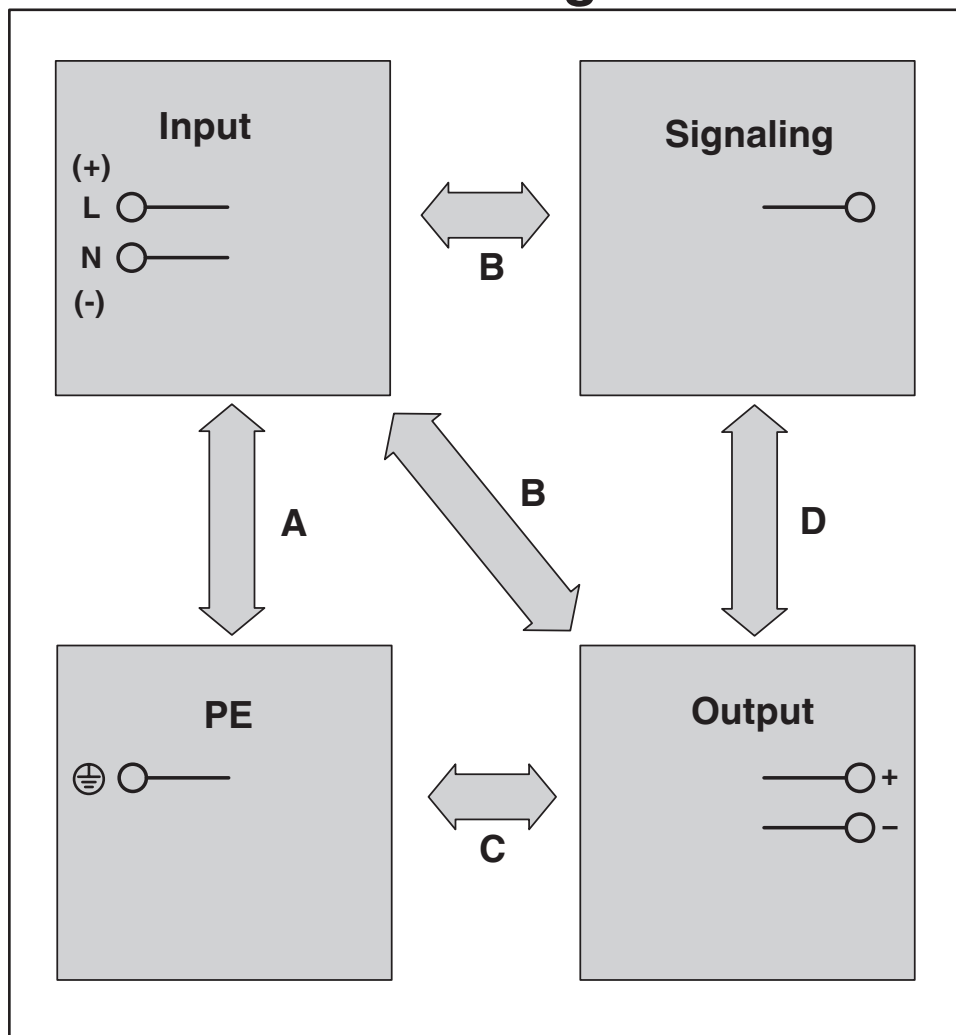 Input
(+)
L
N
(-)
B
Signaling
A
B
D
PE
C
Output
+
–